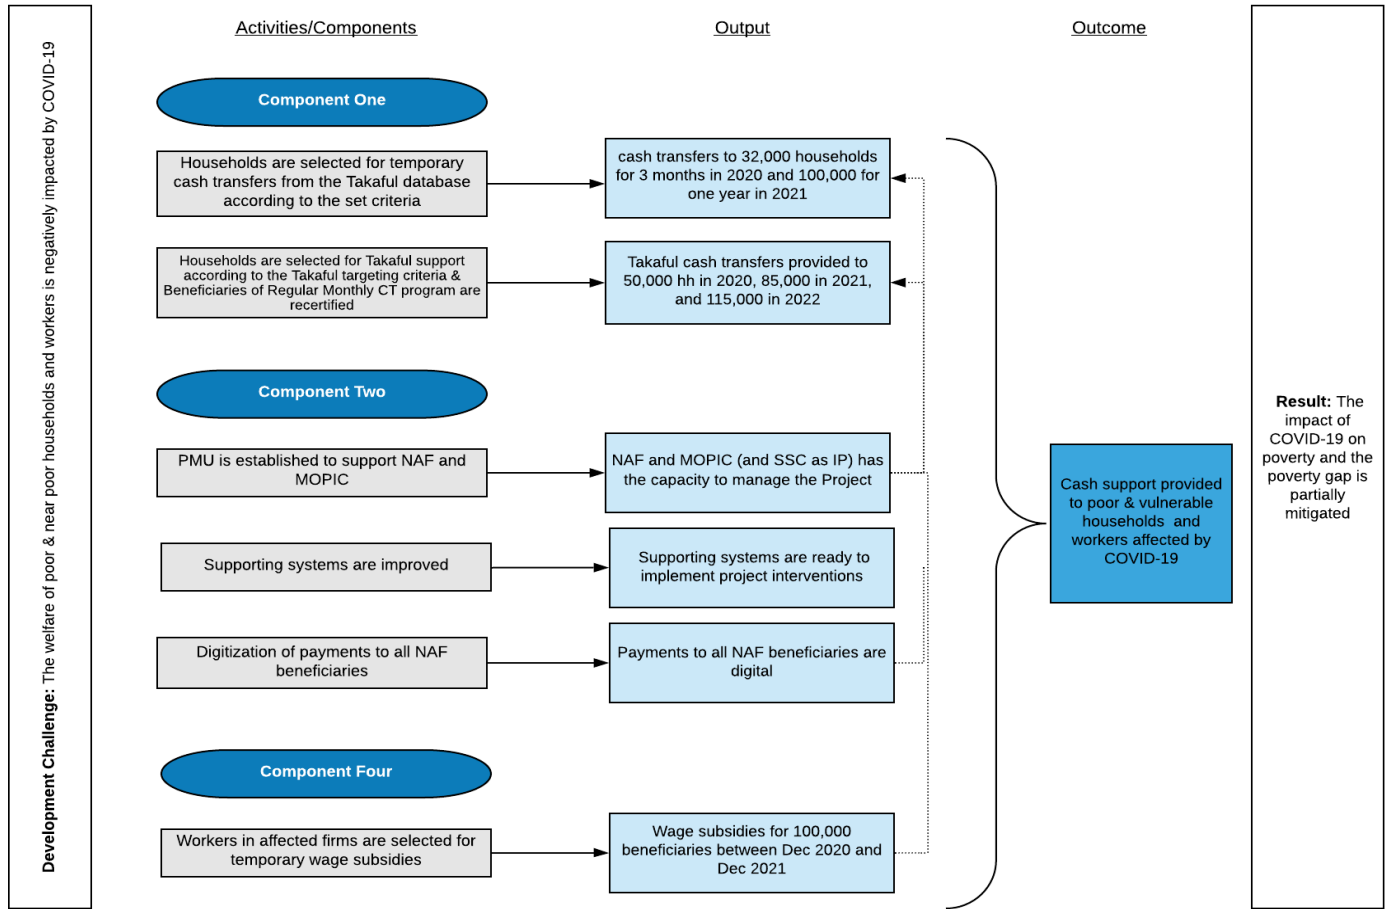 Activities/Components
Output
Outcome
Development Challenge: The welfare of poor & near poor households and workers is negatively impacted by COVID-19
Component One
Households are selected for temporary
cash transfers from the Takaful database
according to the set criteria
cash transfers to 32,000 households
for 3 months in 2020 and 100,000 for
one year in 2021
Households are selected for Takaful support
according to the Takaful targeting criteria &
Beneficiaries of Regular Monthly CT program are
recertified
Takaful cash transfers provided to
50,000 hh in 2020, 85,000 in 2021,
and 115,000 in 2022
Component Two
PMU is established to support NAF and
MOPIC
NAF and MOPIC (and SSC as IP) has
the capacity to manage the Project
Supporting systems are improved
Supporting systems are ready to
implement project interventions
Digitization of payments to all NAF
beneficiaries
Payments to all NAF beneficiaries are
digital
Component Four
Workers in affected firms are selected for
temporary wage subsidies
Wage subsidies for 100,000
beneficiaries between Dec 2020 and
Dec 2021
Cash support provided
to poor & vulnerable
households and
workers affected by
COVID-19
Result: The
impact of
COVID-19 on
poverty and the
poverty gap is
partially
mitigated